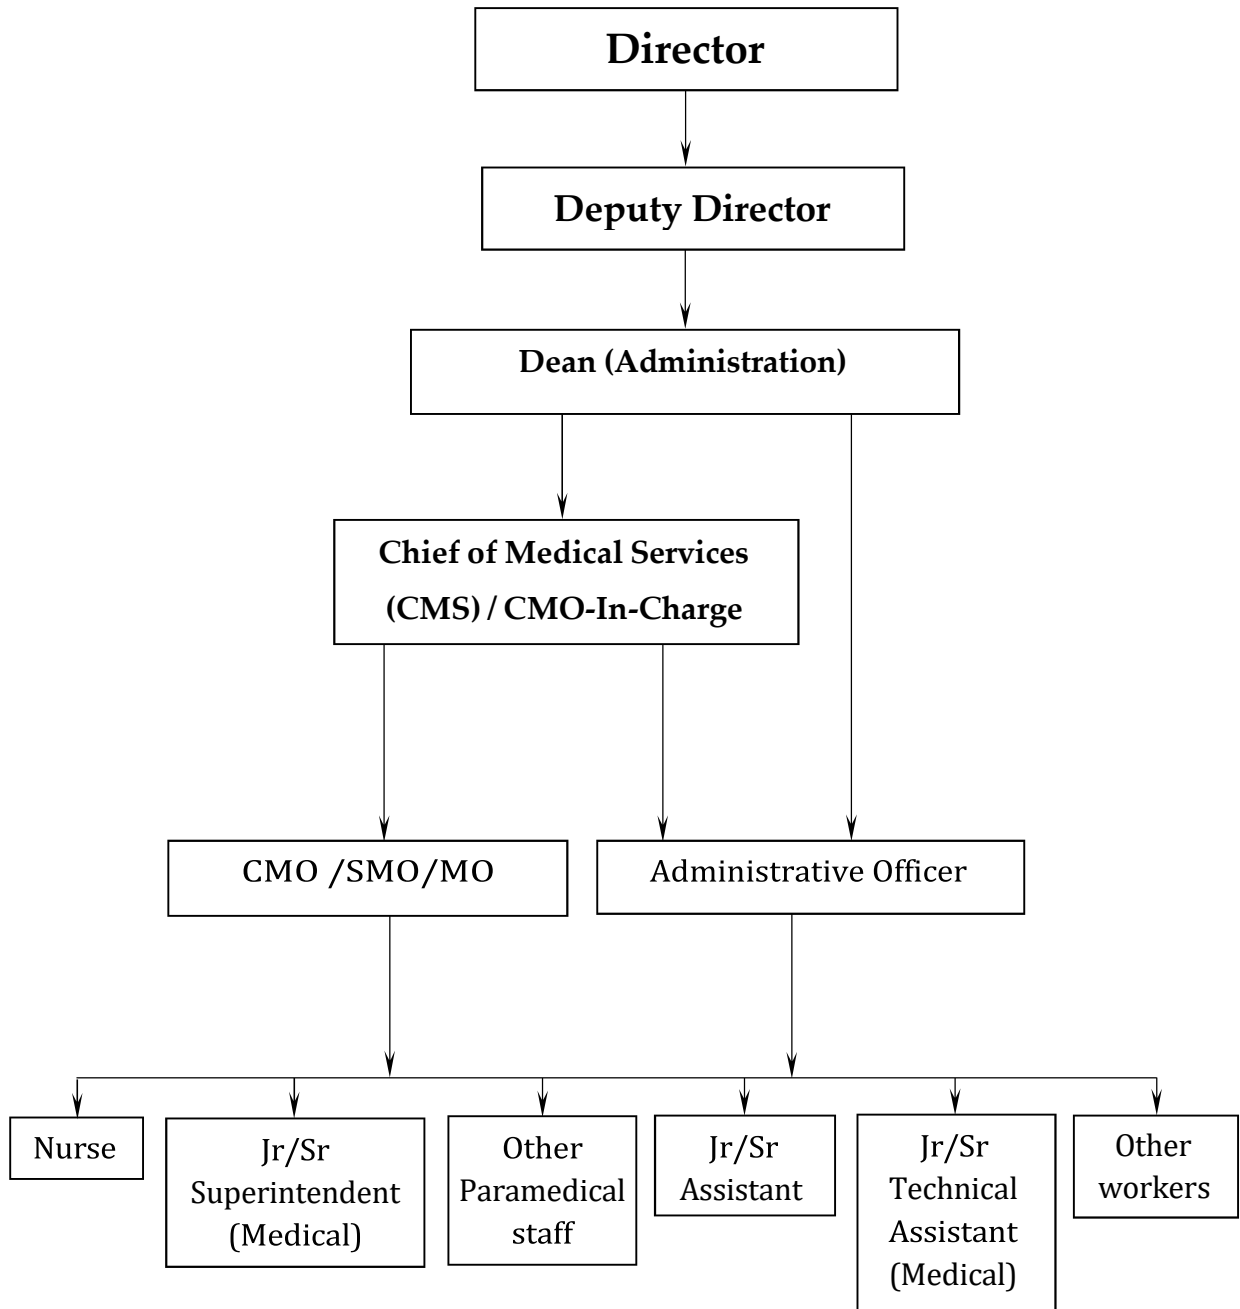 Director
Deputy Director
Dean (Administration)
Chief of Medical Services
(CMS) / CMO-In-Charge
CMO /SMO/MO
Administrative Officer
Nurse
Jr/Sr
Superintendent
(Medical)
Other
Paramedical
staff
Jr/Sr
Assistant
Jr/Sr
Technical
Assistant
(Medical)
Other
workers